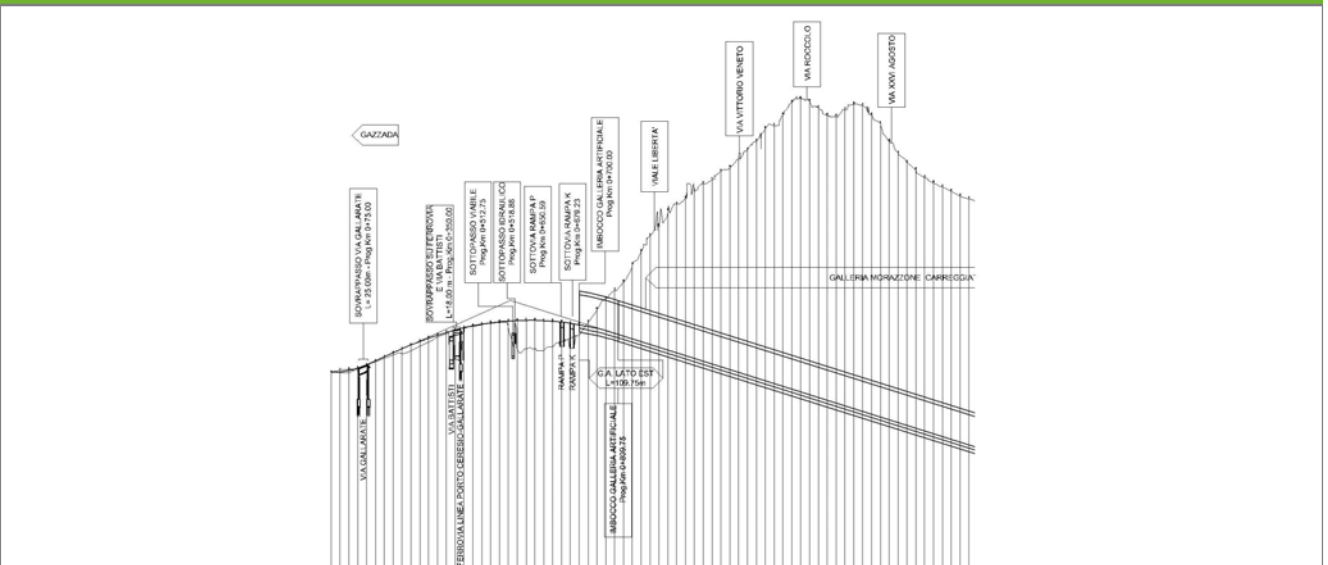 GAZZADA
SOVRAPPASSO VIA GALLARATE
L= 25.00m - Prog.Km 0+75.00
SOVRAPPASSO SU FERROVIA
E VIA BATTISTI
L=18.00 m - Prog.Km 0+350.00
SOTTOPASSO VIABILE
Prog.Km 0+512.75
SOTTOPASSO IDRAULICO
Prog.Km 0+518.88
SOTTOVIA RAMPA P
Prog.Km 0+650.59
SOTTOVIA RAMPA K
Prog.Km 0+679.23
IMBOCCO GALLERIA ARTIFICIALE
Prog.Km 0+700.00
VIALE LIBERTA'
VIA VITTORIO VENETO
VIA ROCCOLO
VIA XXVI AGOSTO
GALLERIA MORAZZONE CARREGGIAT
VIA GALLARATE
VIA BATTISTI
FERROVIA LINEA PORTO CERESIO-GALLARATE
RAMPA P
RAMPA K
G.A. LATO EST
L=109.75m
IMBOCCO GALLERIA ARTIFICIALE
Prog.Km 0+809.75